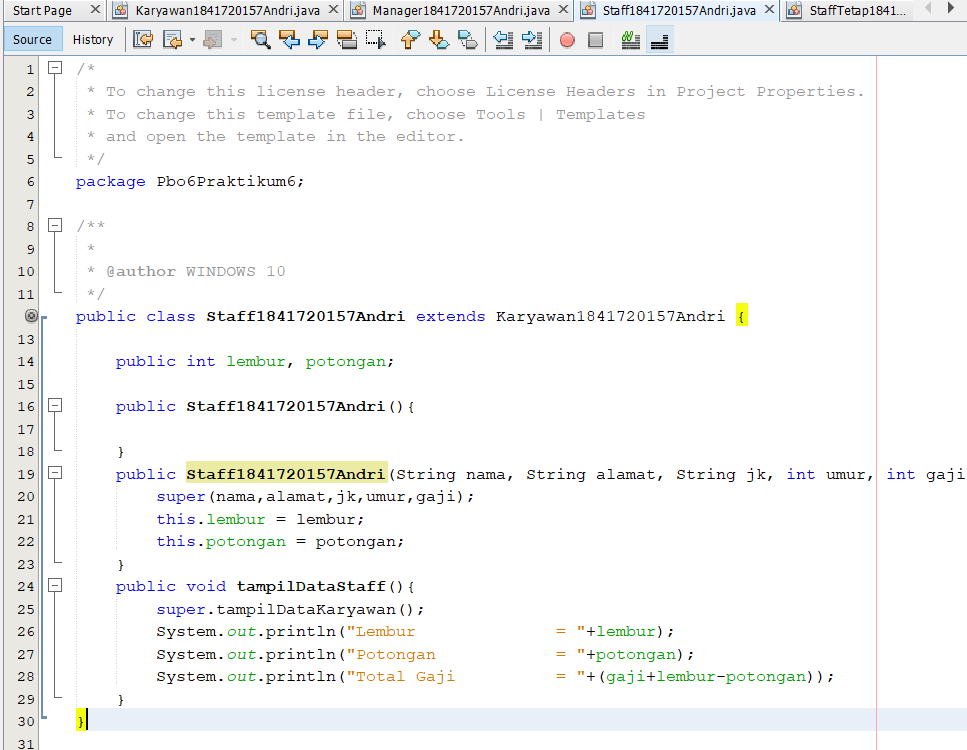 Start Page Karyawan1841720157Andri.java Manager1841720157Andri.java Staff1841720157Andri.java StaffTetap1841...
Source History
1 /*
2 * To change this license header, choose License Headers in Project Properties.
3 * To change this template file, choose Tools | Templates
4 * and open the template in the editor.
5 */
6 package Pbo6Praktikum6;
7
8 /**
9 *
10 * @author WINDOWS 10
11 */
public class Staff1841720157Andri extends Karyawan1841720157Andri {
13
14 public int lembur, potongan;
15
16 public Staff1841720157Andri(){
17
18 }
19 public Staff1841720157Andri(String nama, String alamat, String jk, int umur, int gaji
20 super(nama,alamat,jk,umur,gaji);
21 this.lembur = lembur;
22 this.potongan = potongan;
23 }
24 public void tampilDataStaff(){
25 super.tampilDataKaryawan();
26 System.out.println("Lembur = "+lembur);
27 System.out.println("Potongan = "+potongan);
28 System.out.println("Total Gaji = "+(gaji+lembur-potongan));
29 }
30 }
31